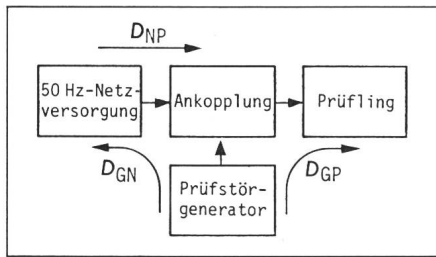 D_NP
50 Hz-Netz-
versorgung
Ankopplung
Prüfling
D_GN
Prüfstör-
generator
D_GP